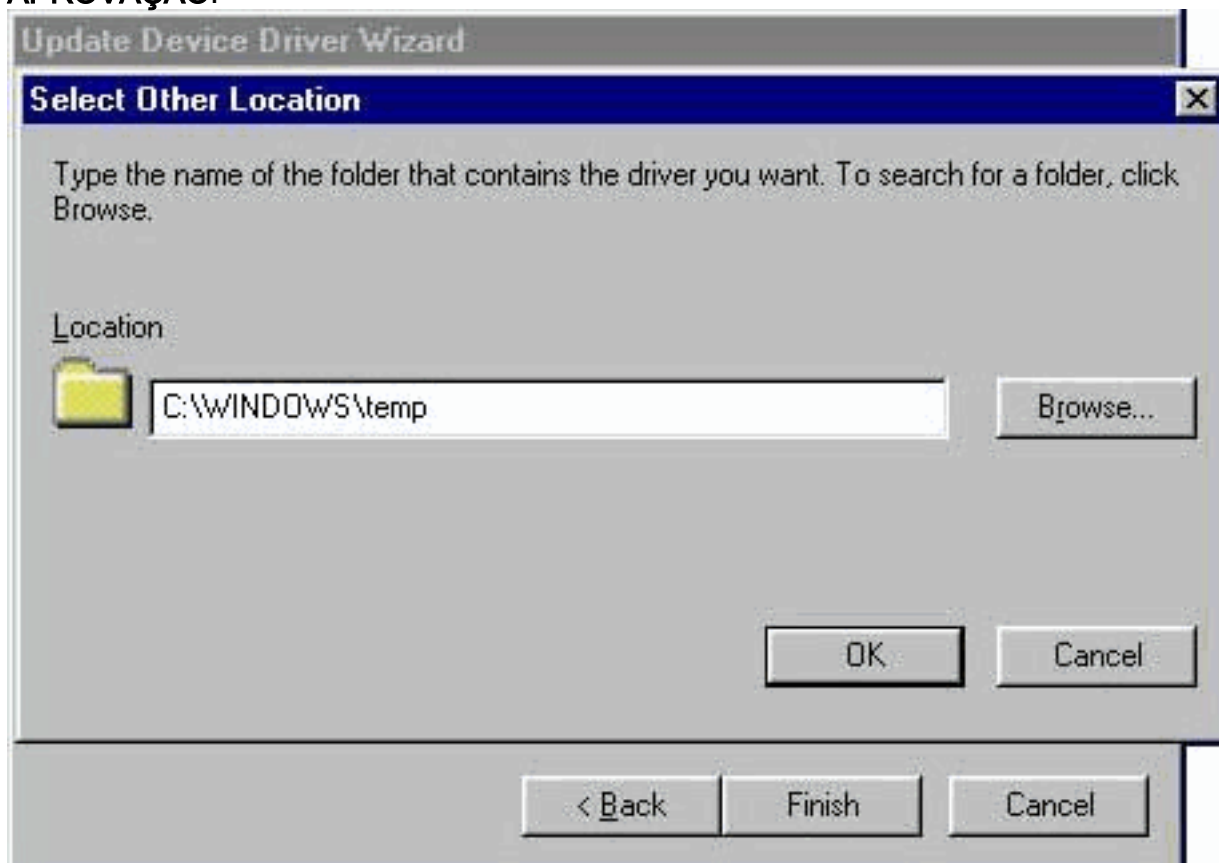 APROVAÇÃO.
Update Device Driver Wizard
Select Other Location
Type the name of the folder that contains the driver you want. To search for a folder, click
Browse.
Location
C:\WINDOWS\temp
Browse...
OK
Cancel
< Back
Finish
Cancel